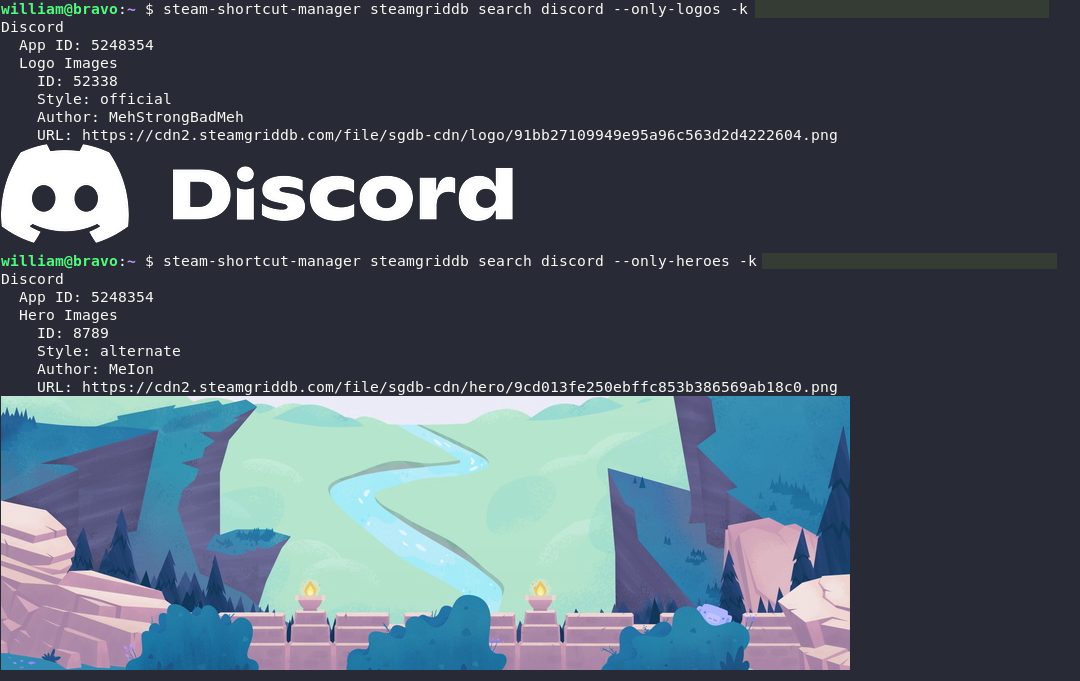 william@bravo:~ $ steam-shortcut-manager steamgriddb search discord --only-logos -k
Discord
App ID: 5248354
Logo Images
ID: 52338
Style: official
Author: MehStrongBadMeh
URL: https://cdn2.steamgriddb.com/file/sgdb-cdn/logo/91bb27109949e95a96c563d2d4222604.png
Discord
william@bravo:~ $ steam-shortcut-manager steamgriddb search discord --only-heroes -k
Discord
App ID: 5248354
Hero Images
ID: 8789
Style: alternate
Author: MeIon
URL: https://cdn2.steamgriddb.com/file/sgdb-cdn/hero/9cd013fe250ebffc853b386569ab18c0.png